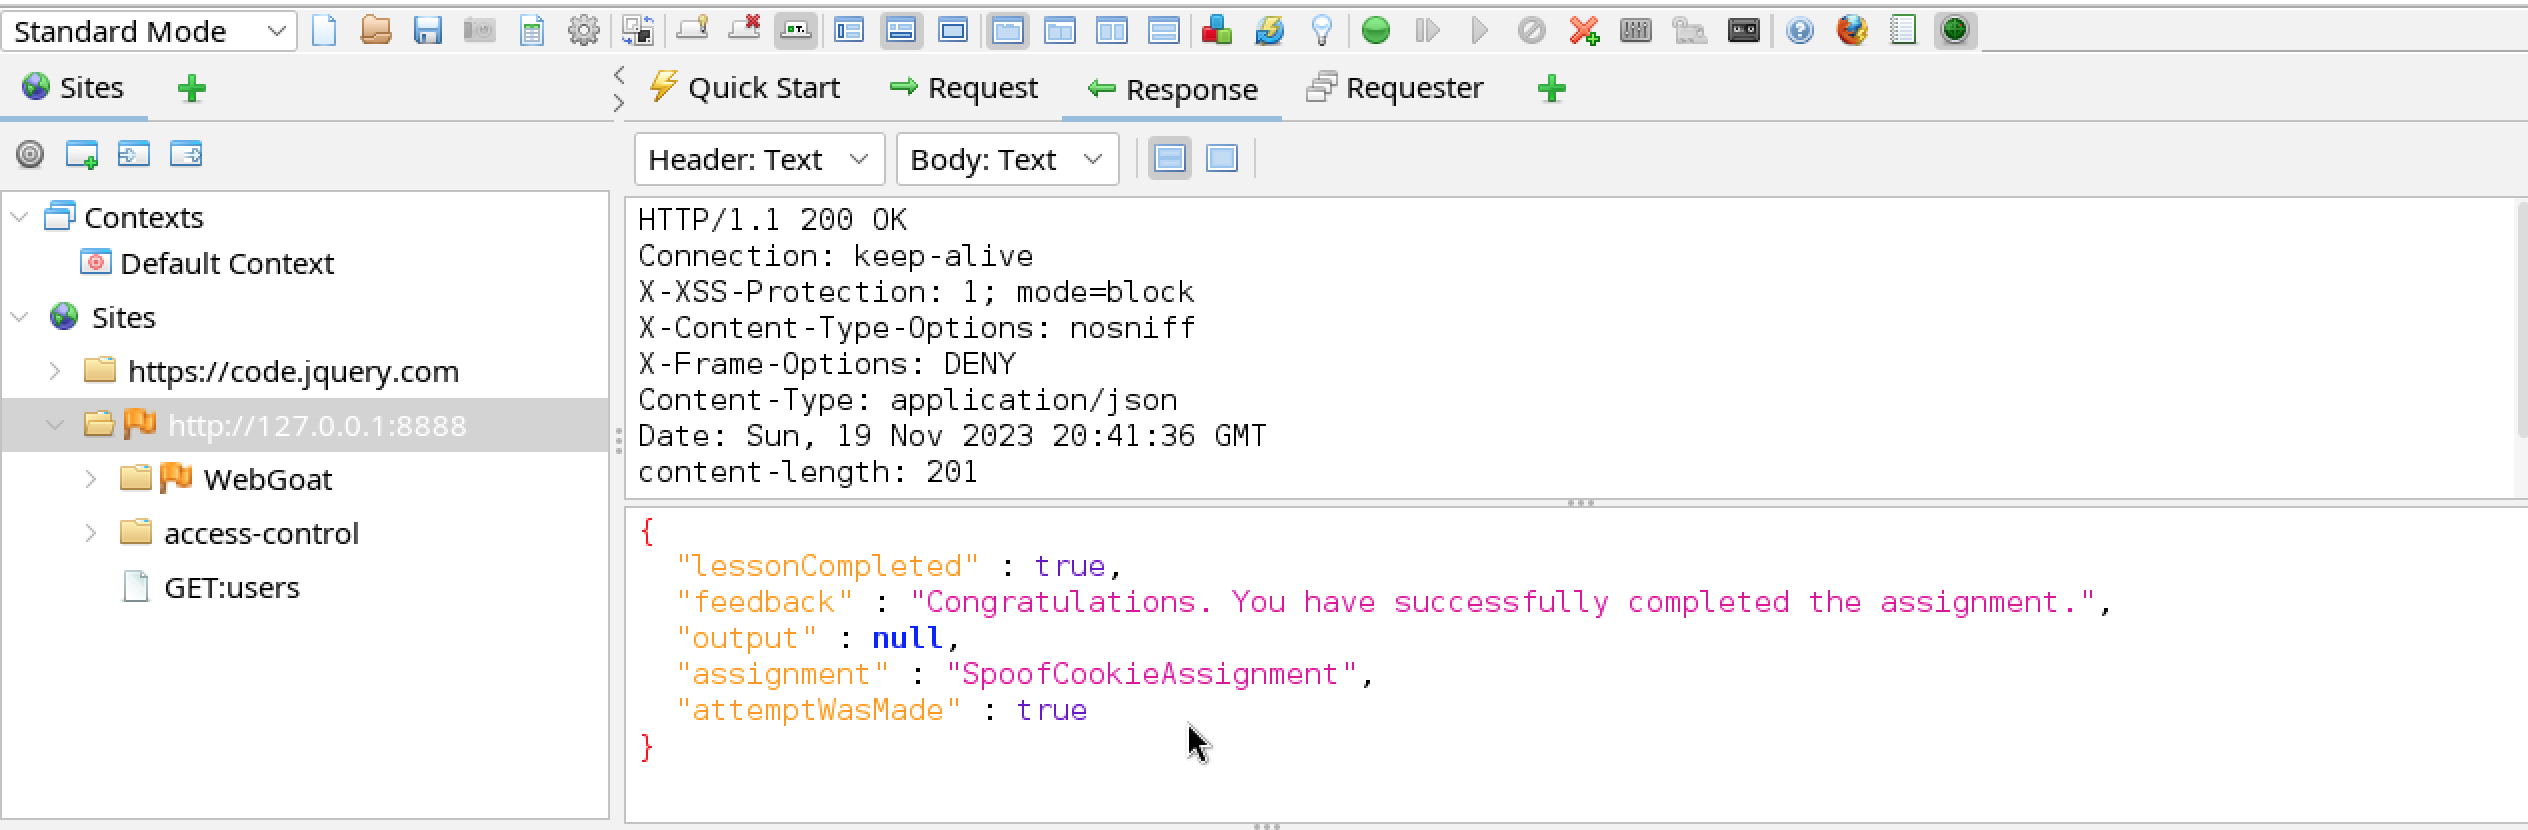 Standard Mode
Sites
Quick Start
Request
Response
Requester
Header: Text
Body: Text
Contexts
Default Context
Sites
https://code.jquery.com
http://127.0.0.1:8888
WebGoat
access-control
GET:users
HTTP/1.1 200 OK
Connection: keep-alive
X-XSS-Protection: 1; mode=block
X-Content-Type-Options: nosniff
X-Frame-Options: DENY
Content-Type: application/json
Date: Sun, 19 Nov 2023 20:41:36 GMT
content-length: 201
{
"lessonCompleted" : true,
"feedback" : "Congratulations. You have successfully completed the assignment.",
"output" : null,
"assignment" : "SpoofCookieAssignment",
"attemptWasMade" : true
}